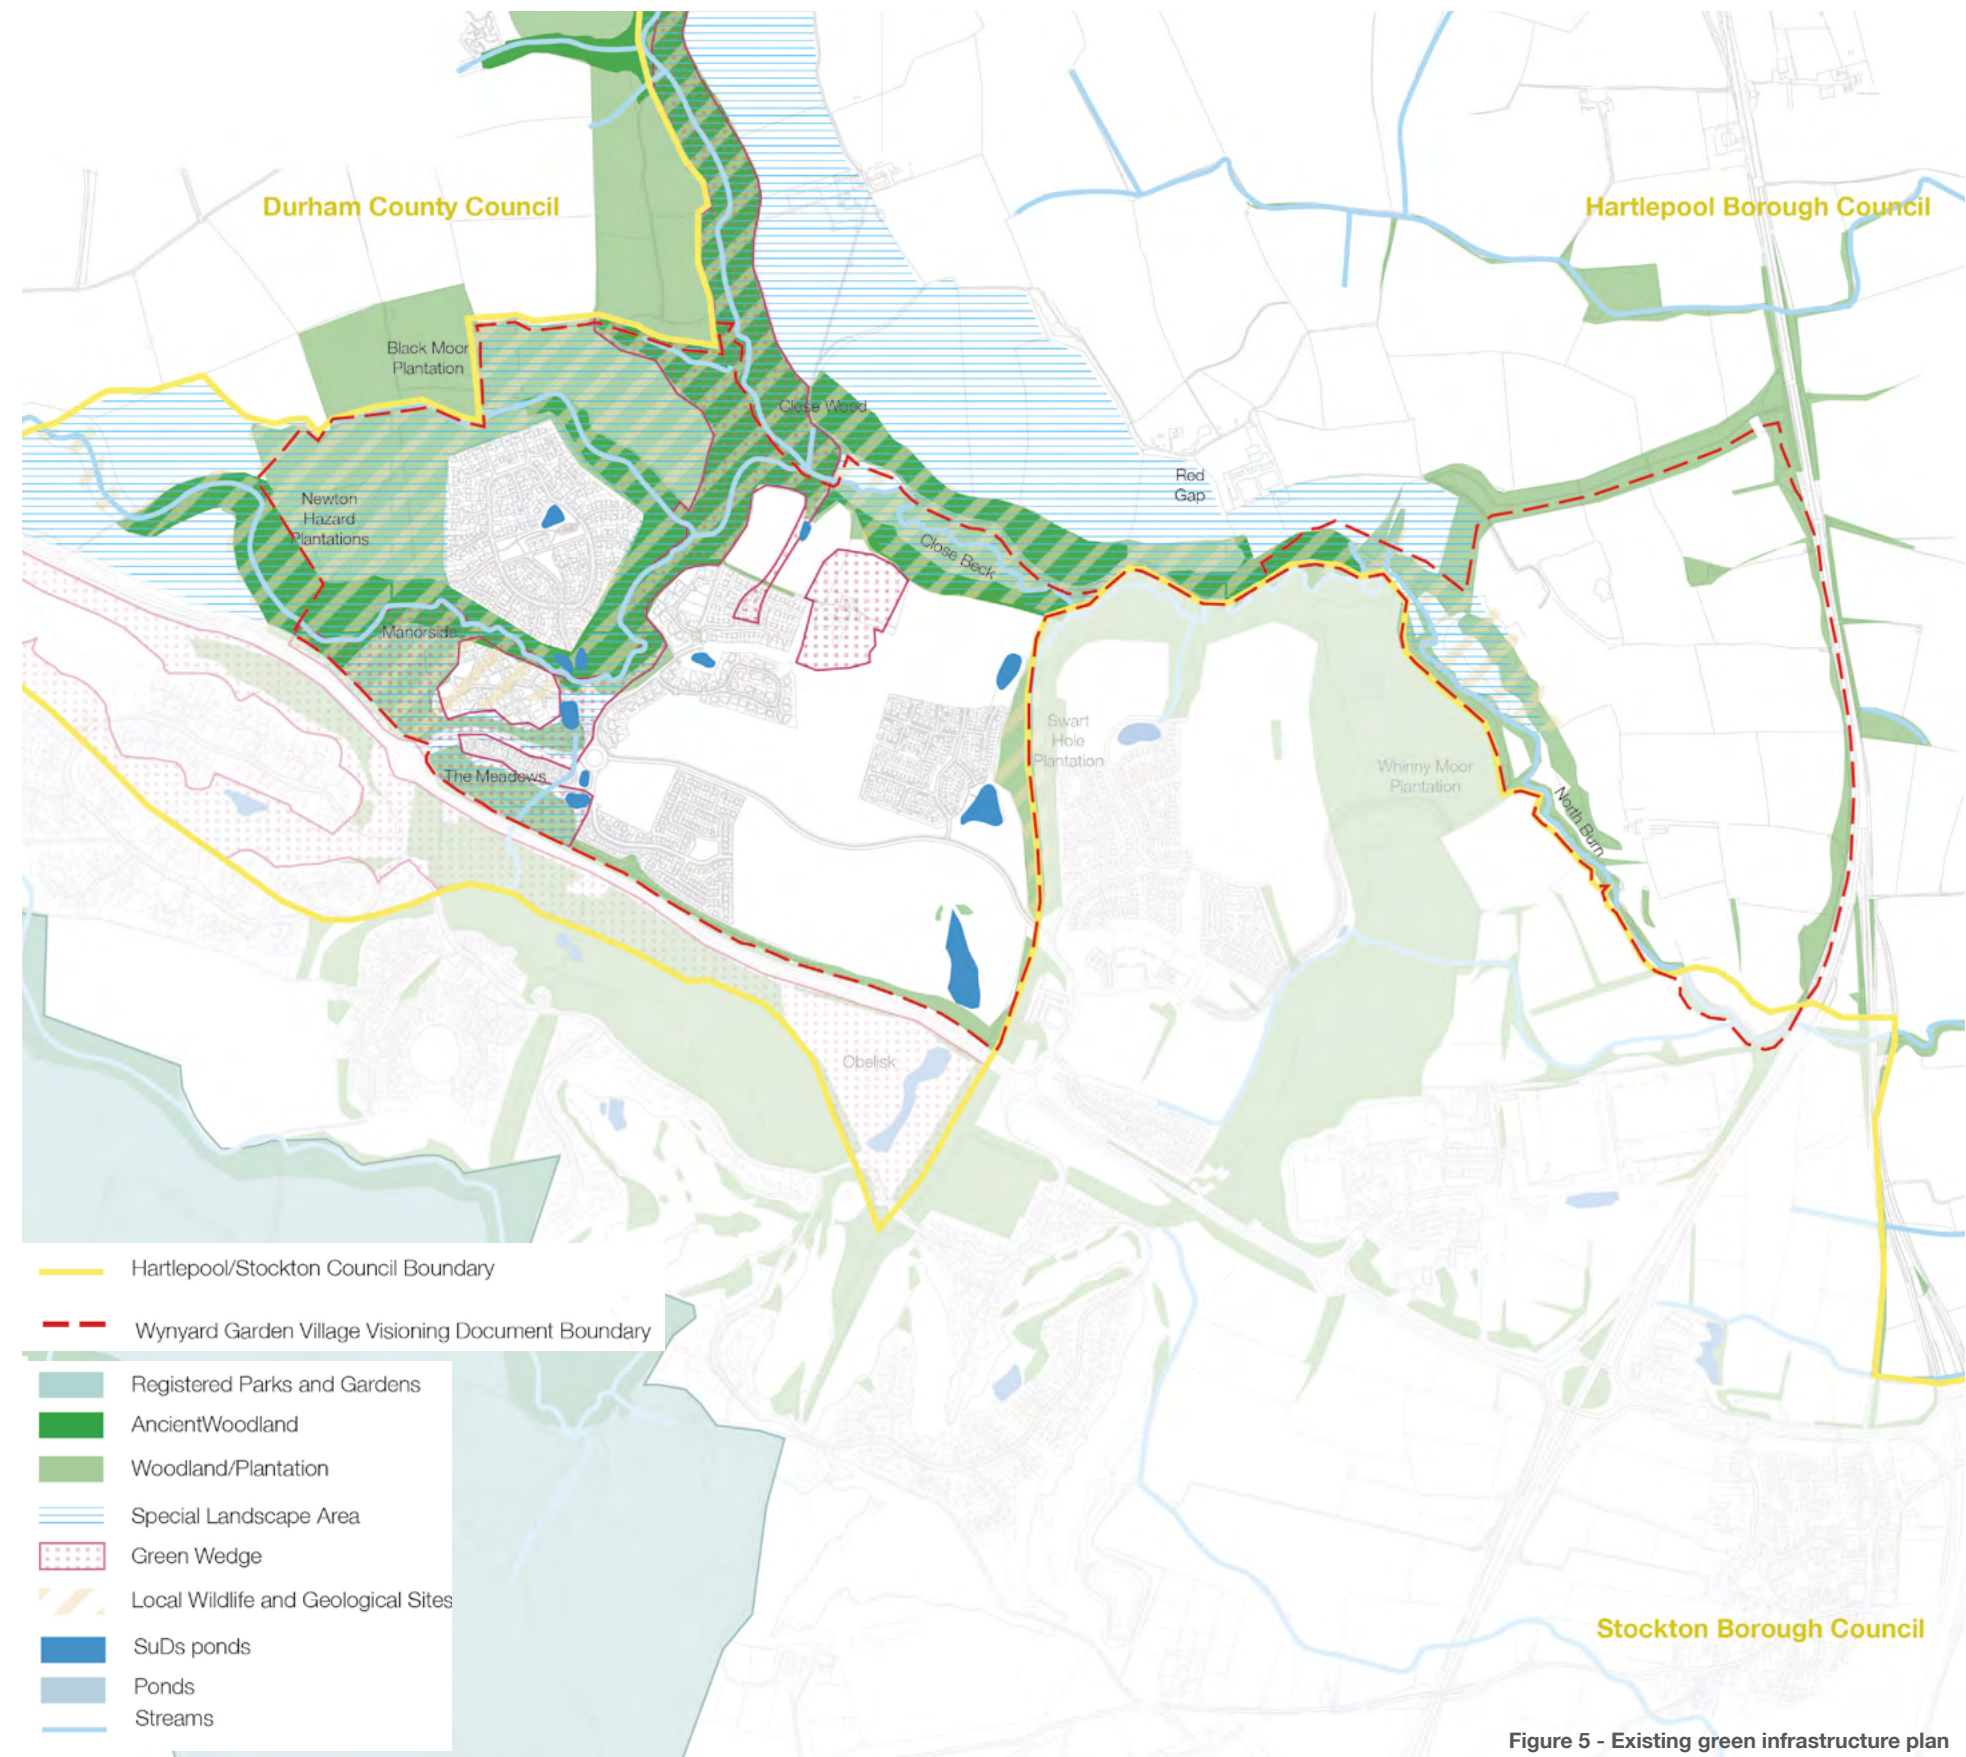 Durham County Council
Hartlepool Borough Council
Black Moor
Plantation
Close Wood
Red
Gap
Newton
Hazard
Plantations
Close Beck
Manorside
Swart
Hole
Plantation
Whinny Moor
Plantation
The Meadows
North Burn
Obelisk
Hartlepool/Stockton Council Boundary
Wynyard Garden Village Visioning Document Boundary
Registered Parks and Gardens
AncientWoodland
Woodland/Plantation
Special Landscape Area
Green Wedge
Local Wildlife and Geological Sites
SuDs ponds
Ponds
Streams
Stockton Borough Council
Figure 5 - Existing green infrastructure plan